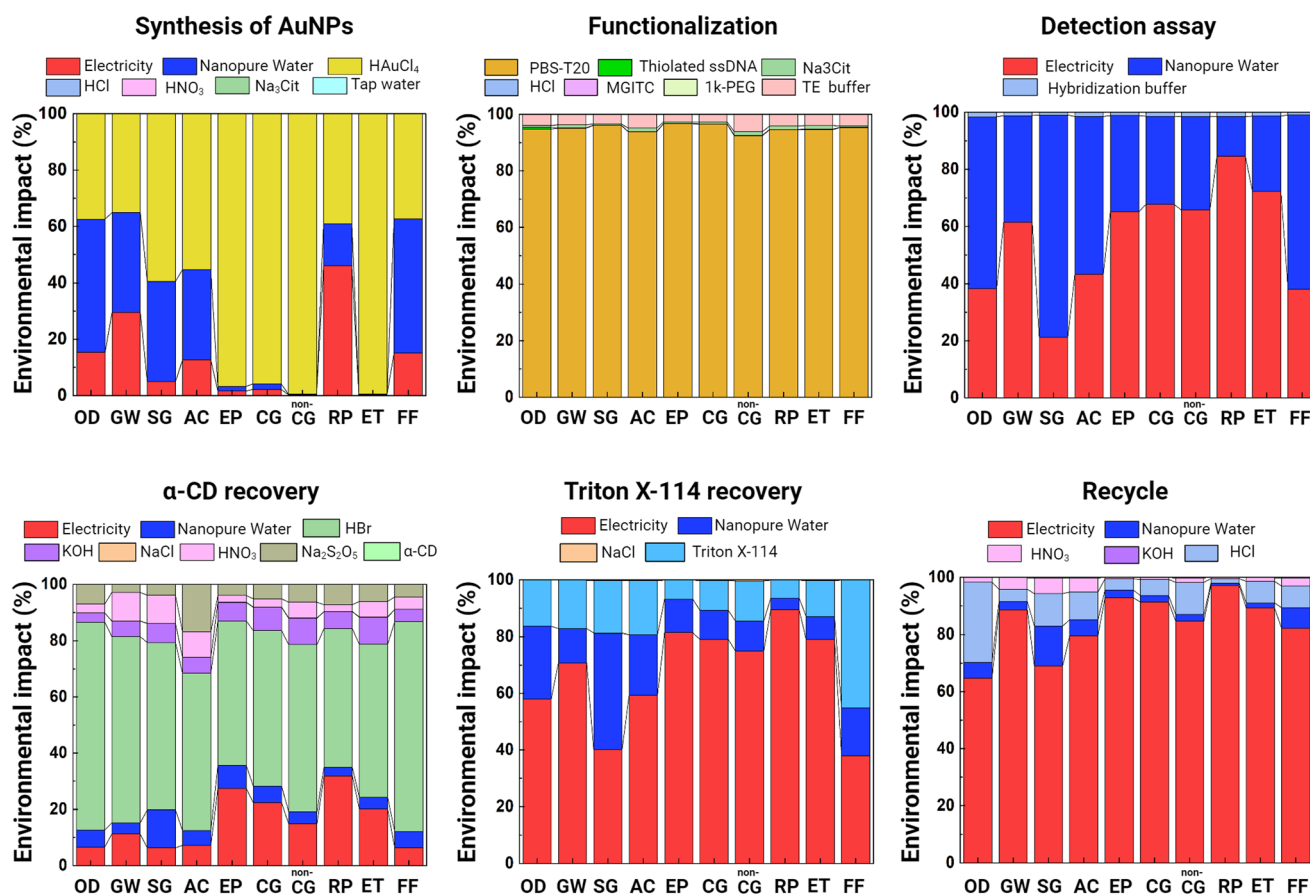 Synthesis of AuNPs
Electricity Nanopure Water HAuCl₄
HCl HNO₃ Na₃Cit Tap water
Environmental impact (%)
100
80
60
40
20
0
OD GW SG AC EP CG non-CG RP ET FF
Functionalization
PBS-T20 Thiolated ssDNA Na3Cit
HCl MGITC 1k-PEG TE buffer
Environmental impact (%)
100
80
60
40
20
0
OD GW SG AC EP CG non-CG RP ET FF
Detection assay
Electricity Nanopure Water
Hybridization buffer
Environmental impact (%)
100
80
60
40
20
0
OD GW SG AC EP CG non-CG RP ET FF
α-CD recovery
Electricity Nanopure Water HBr
KOH NaCl HNO₃ Na₂S₂O₅ α-CD
Environmental impact (%)
100
80
60
40
20
0
OD GW SG AC EP CG non-CG RP ET FF
Triton X-114 recovery
Electricity Nanopure Water
NaCl Triton X-114
Environmental impact (%)
100
80
60
40
20
0
OD GW SG AC EP CG non-CG RP ET FF
Recycle
Electricity Nanopure Water
HNO₃ KOH HCl
Environmental impact (%)
100
80
60
40
20
0
OD GW SG AC EP CG non-CG RP ET FF